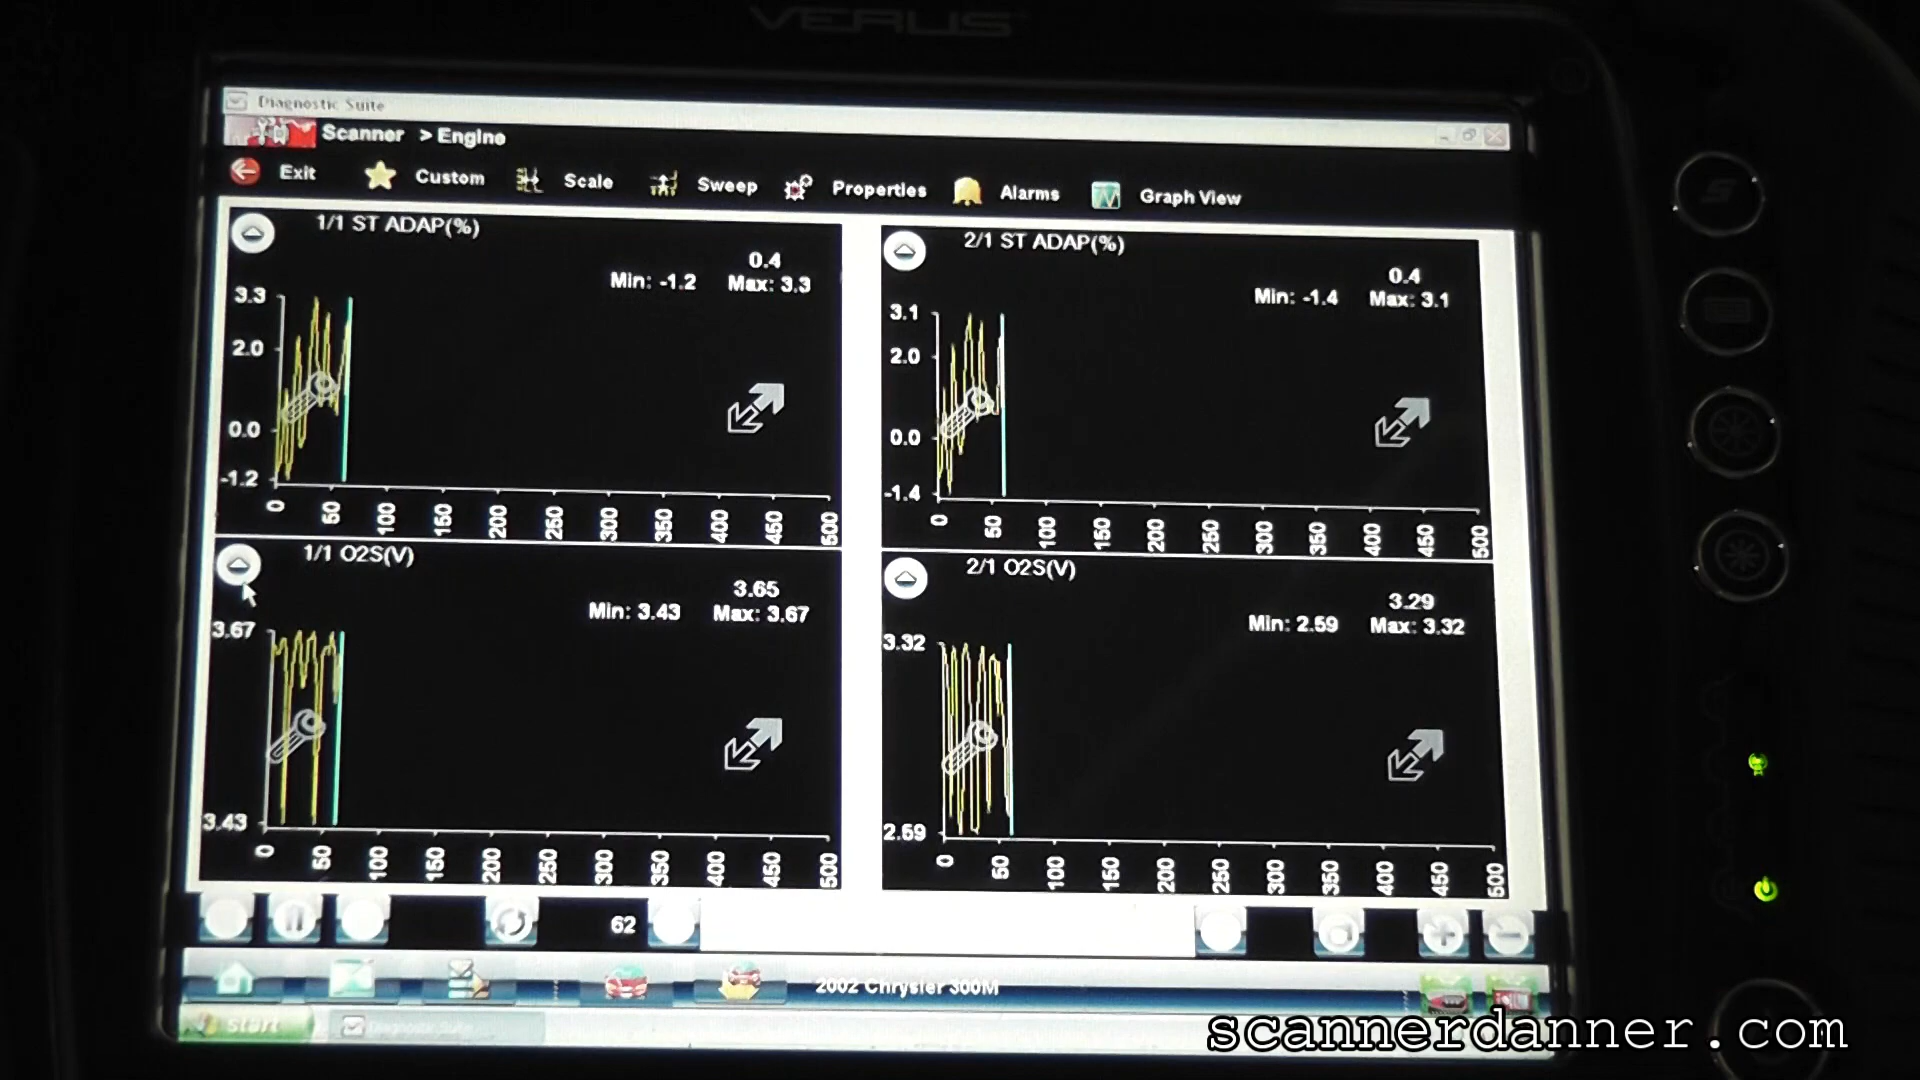 VERUS
Diagnostic Suite
Scanner > Engine
Exit Custom Scale Sweep Properties Alarms Graph View
1/1 ST ADAP(%)
0.4
Min: -1.2 Max: 3.3
3.3
2.0
0.0
-1.2
0 50 100 150 200 250 300 350 400 450 500
2/1 ST ADAP(%)
0.4
Min: -1.4 Max: 3.1
3.1
2.0
0.0
-1.4
0 50 100 150 200 250 300 350 400 450 500
1/1 O2S(V)
3.65
Min: 3.43 Max: 3.67
3.67
3.43
0 50 100 150 200 250 300 350 400 450 500
2/1 O2S(V)
3.29
Min: 2.59 Max: 3.32
3.32
2.59
0 50 100 150 200 250 300 350 400 450 500
62
2002 Chrysler 300M
start Diagnostic Suite
scannerdanner.com